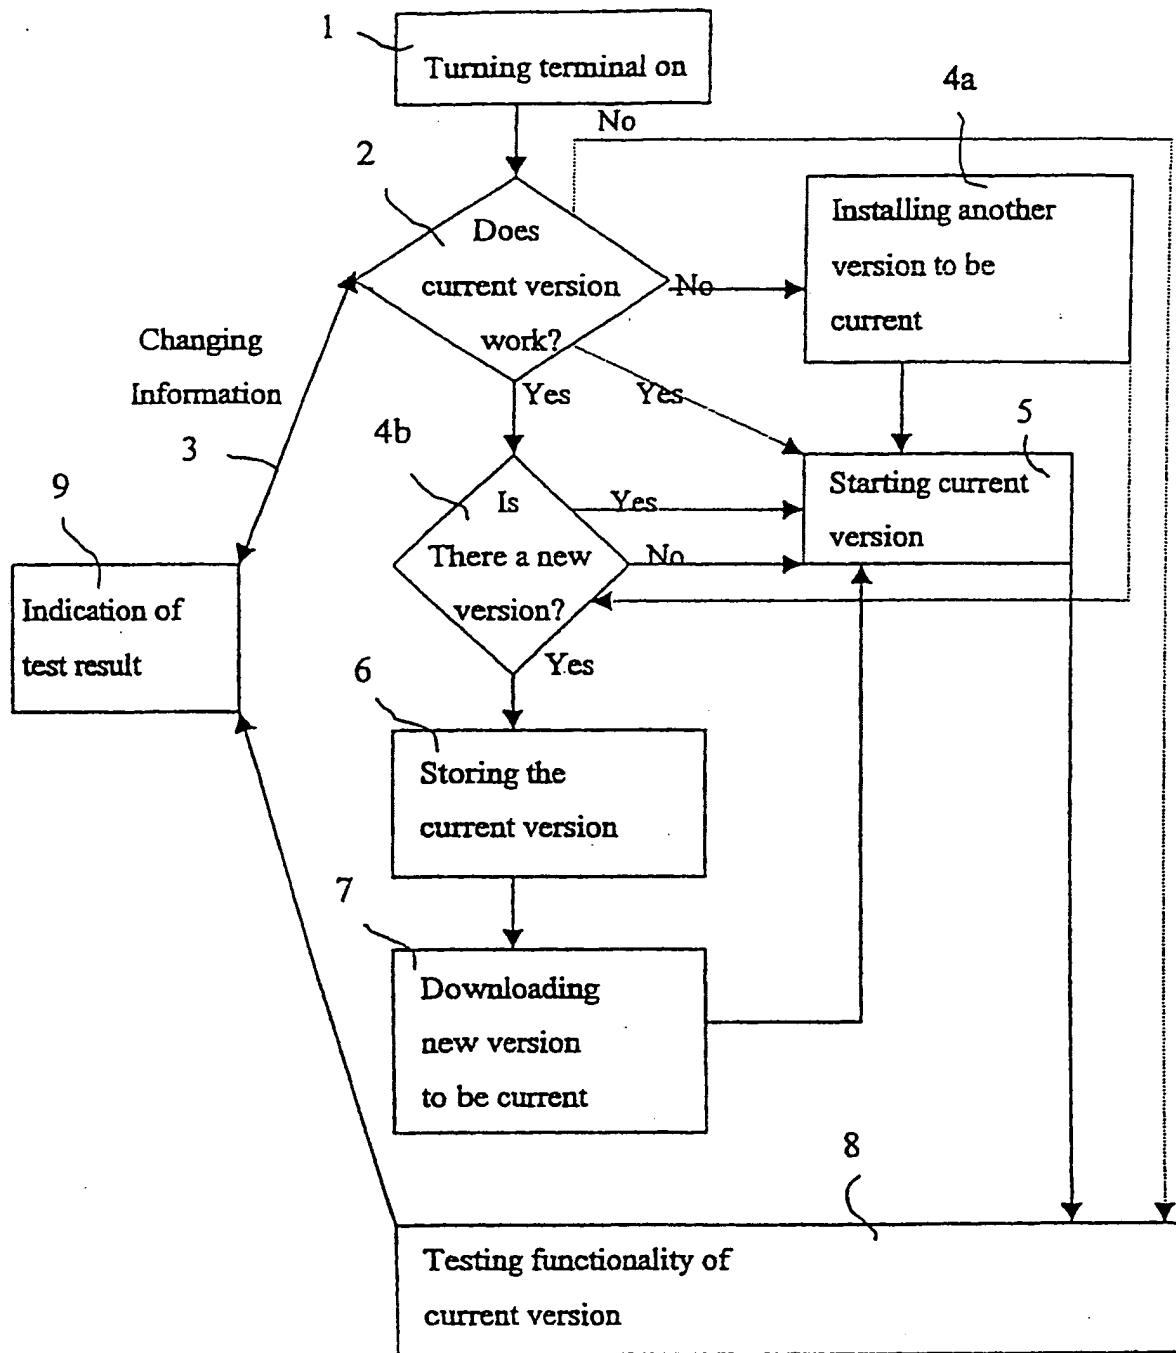 1
Turning terminal on
4a
No
2
Does
current version
work?
No
Installing another
version to be
current
Changing
Information
3
Yes
Yes
4b
5
Starting current
version
9
Is
There a new
version?
Yes
No
Indication of
test result
Yes
6
Storing the
current version
7
Downloading
new version
to be current
8
Testing functionality of
current version